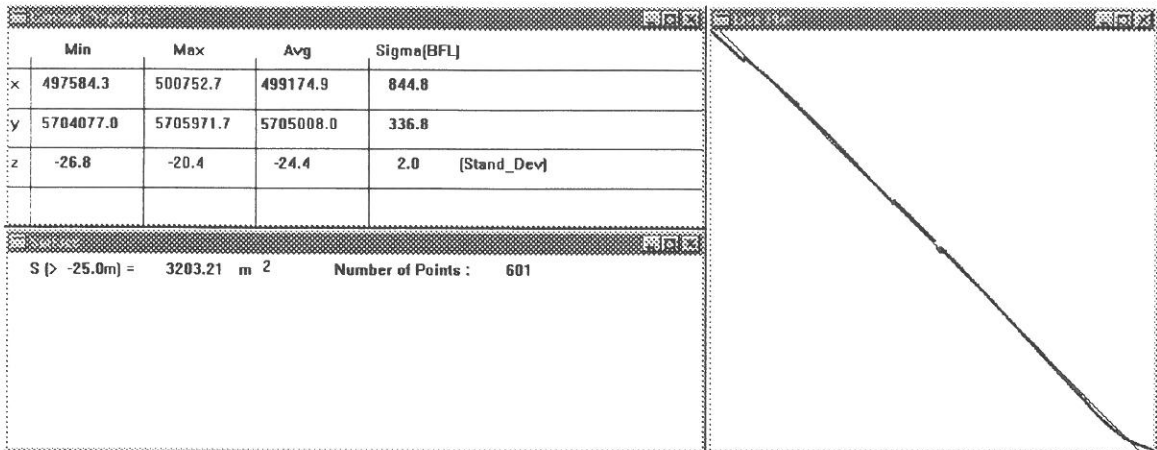 Min Max Avg Sigma(BFL)
x 497584.3 500752.7 499174.9 844.8
y 5704077.0 5705971.7 5705008.0 336.8
z -26.8 -20.4 -24.4 2.0 (Stand_Dev)
S (> -25.0m) = 3203.21 m 2 Number of Points : 601